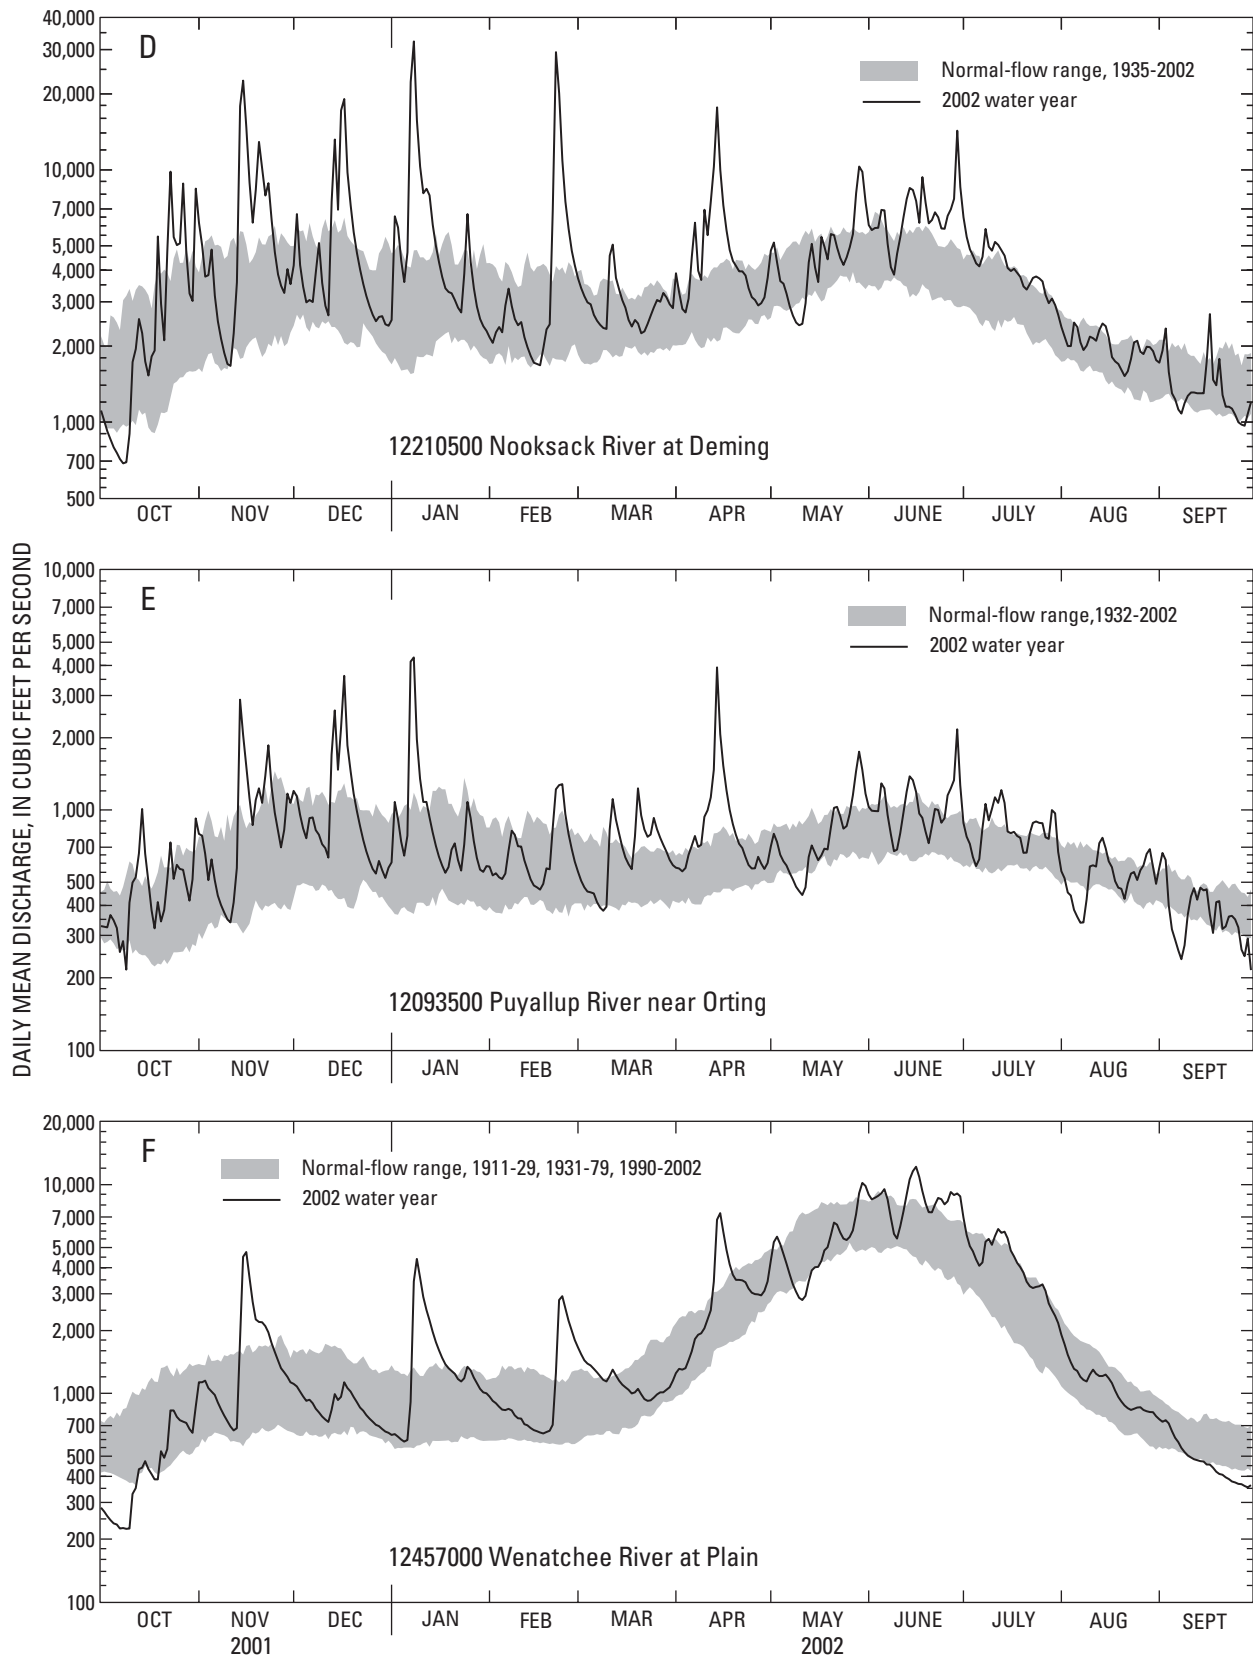 DAILY MEAN DISCHARGE, IN CUBIC FEET PER SECOND
40,000
30,000
20,000
10,000
7,000
5,000
4,000
3,000
2,000
1,000
700
500
D
Normal-flow range, 1935-2002
2002 water year
12210500 Nooksack River at Deming
OCT NOV DEC JAN FEB MAR APR MAY JUNE JULY AUG SEPT
10,000
7,000
5,000
4,000
3,000
2,000
1,000
700
500
400
300
200
100
E
Normal-flow range,1932-2002
2002 water year
12093500 Puyallup River near Orting
OCT NOV DEC JAN FEB MAR APR MAY JUNE JULY AUG SEPT
20,000
10,000
7,000
5,000
4,000
3,000
2,000
1,000
700
500
400
300
200
100
F
Normal-flow range, 1911-29, 1931-79, 1990-2002
2002 water year
12457000 Wenatchee River at Plain
OCT NOV DEC JAN FEB MAR APR MAY JUNE JULY AUG SEPT
2001 2002